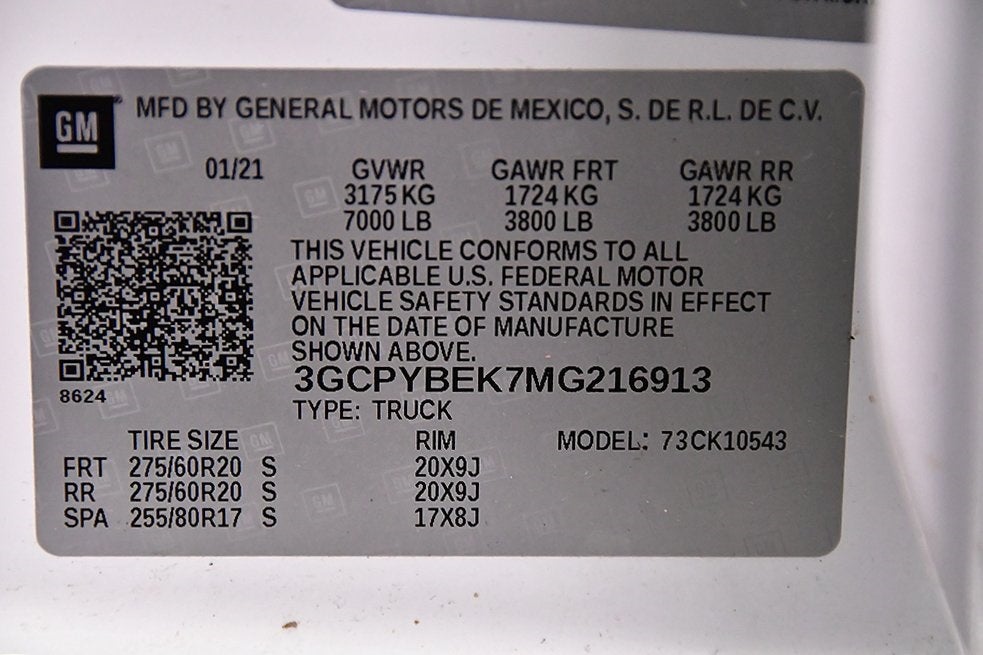 GM
MFD BY GENERAL MOTORS DE MEXICO, S. DE R.L. DE C.V.
01/21 GVWR GAWR FRT GAWR RR
3175 KG 1724 KG 1724 KG
7000 LB 3800 LB 3800 LB
THIS VEHICLE CONFORMS TO ALL
APPLICABLE U.S. FEDERAL MOTOR
VEHICLE SAFETY STANDARDS IN EFFECT
ON THE DATE OF MANUFACTURE
SHOWN ABOVE.
3GCPYBEK7MG216913
8624
TYPE: TRUCK
TIRE SIZE RIM MODEL: 73CK10543
FRT 275/60R20 S 20X9J
RR 275/60R20 S 20X9J
SPA 255/80R17 S 17X8J